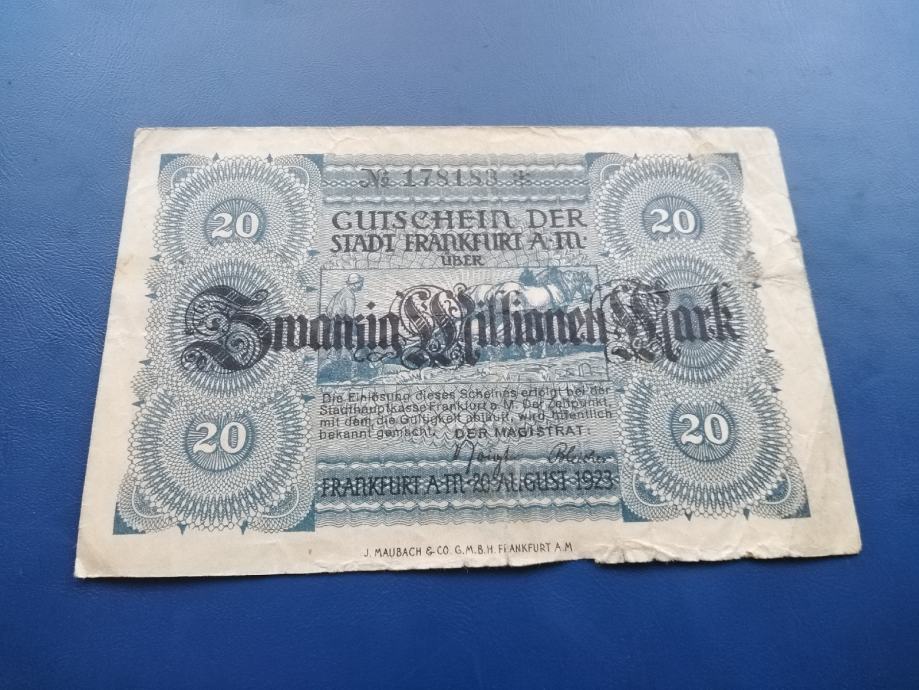 № 178183 *
GUTSCHEIN DER
STADT FRANKFURT A·M·
ÜBER
20
20
Zwanzig Millionen Mark
Die Einlösung dieses Scheines erfolgt bei der
Stadthauptkasse Frankfurt a. M. Der Zeitpunkt,
mit dem die Gültigkeit abläuft, wird öffentlich
bekannt gemacht. DER MAGISTRAT:
20
20
FRANKFURT A·M· 20·AUGUST 1923
J. MAUBACH & CO. G.M.B.H. FRANKFURT A.M